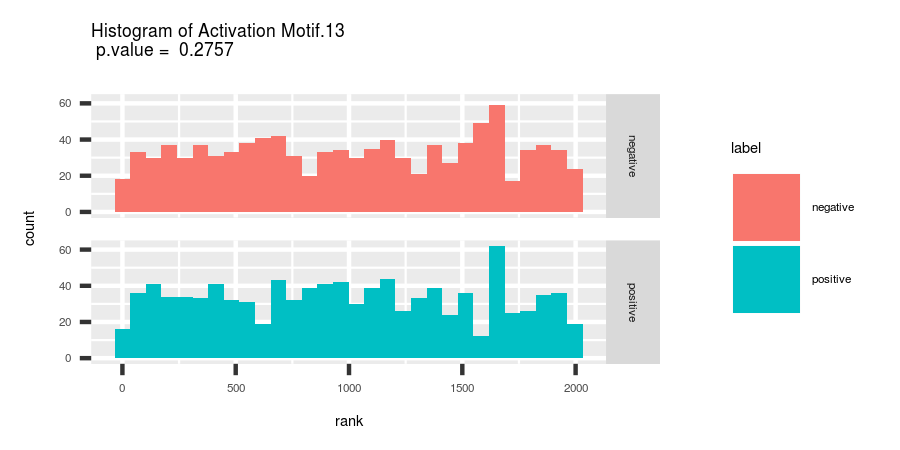 Histogram of Activation Motif.13
p.value =  0.2757
count
60
40
20
0
negative
60
40
20
0
positive
0 500 1000 1500 2000
rank
label
negative
positive